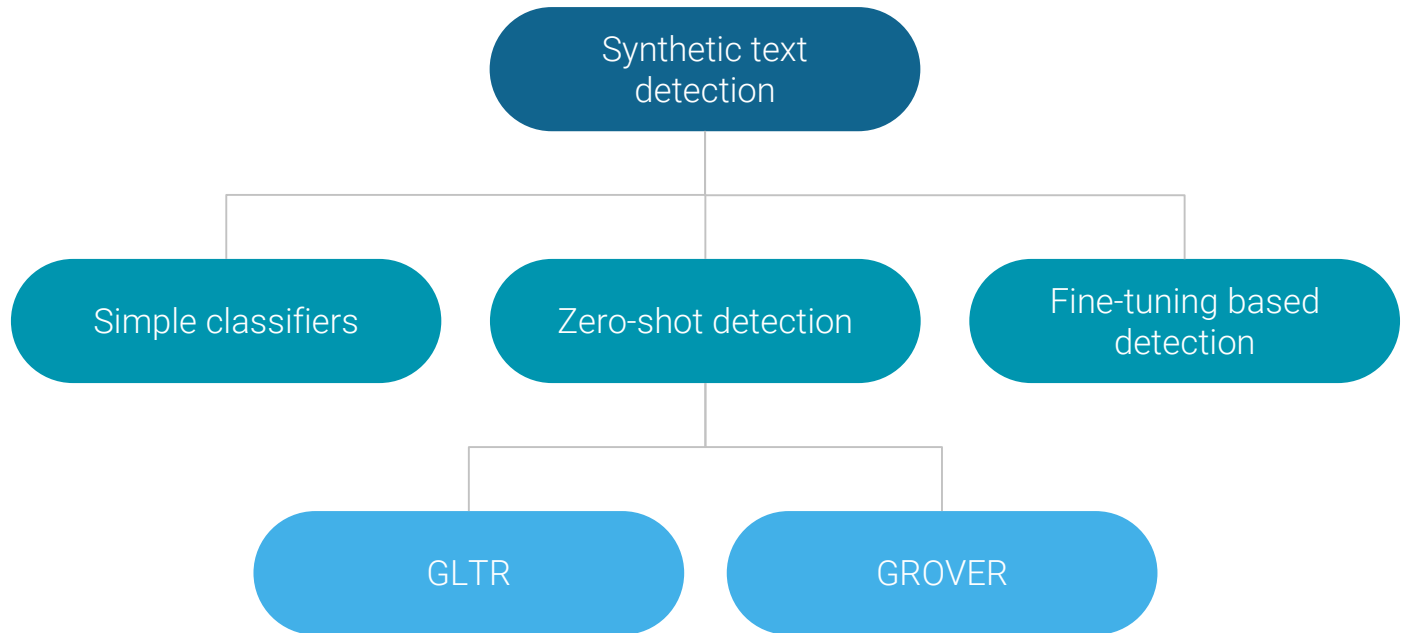 Synthetic text
detection
Simple classifiers
Zero-shot detection
Fine-tuning based
detection
GLTR
GROVER